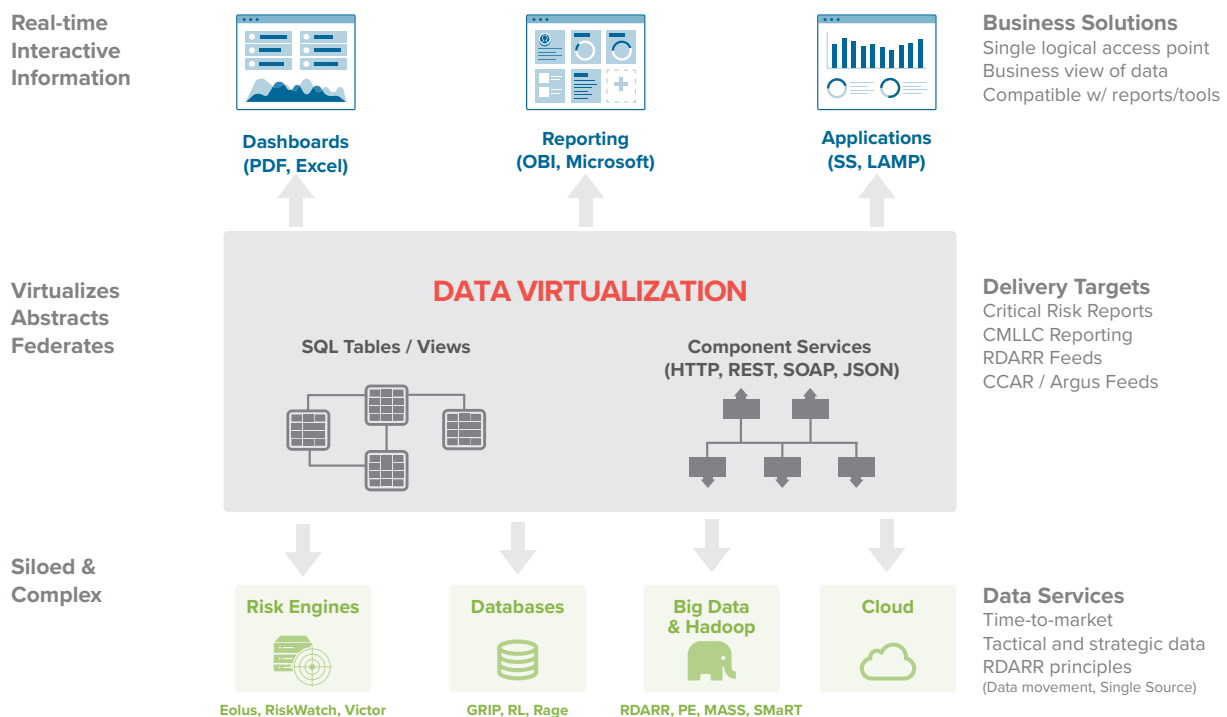 Real-time
Interactive
Information
Business Solutions
Single logical access point
Business view of data
Compatible w/ reports/tools
Dashboards
(PDF, Excel)
Reporting
(OBI, Microsoft)
Applications
(SS, LAMP)
Virtualizes
Abstracts
Federates
DATA VIRTUALIZATION
SQL Tables / Views
Component Services
(HTTP, REST, SOAP, JSON)
Delivery Targets
Critical Risk Reports
CMLLC Reporting
RDARR Feeds
CCAR / Argus Feeds
Siloed &
Complex
Risk Engines
Databases
Big Data
& Hadoop
Cloud
Eolus, RiskWatch, Victor
GRIP, RL, Rage
RDARR, PE, MASS, SMaRT
Data Services
Time-to-market
Tactical and strategic data
RDARR principles
(Data movement, Single Source)